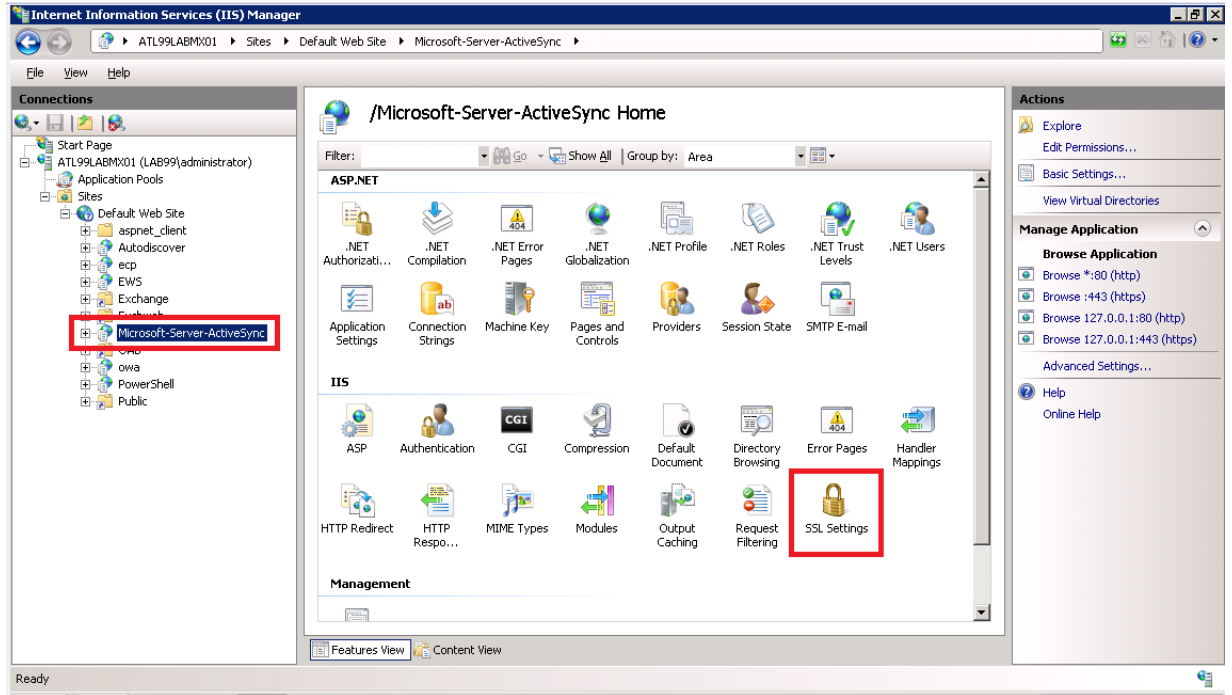 Internet Information Services (IIS) Manager
ATL99LABMX01 Sites Default Web Site Microsoft-Server-ActiveSync
File View Help
Connections
Start Page
ATL99LABMX01 (LAB99\administrator)
Application Pools
Sites
Default Web Site
aspnet_client
Autodiscover
ecp
EWS
Exchange
Microsoft-Server-ActiveSync
OAB
owa
PowerShell
Public
/Microsoft-Server-ActiveSync Home
Filter: Go Show All Group by: Area
ASP.NET
.NET Authorizati...
.NET Compilation
404
.NET Error Pages
.NET Globalization
.NET Profile
.NET Roles
.NET Trust Levels
.NET Users
Application Settings
ab
Connection Strings
Machine Key
Pages and Controls
Providers
Session State
SMTP E-mail
IIS
ASP
Authentication
CGI
CGI
Compression
Default Document
Directory Browsing
404
Error Pages
Handler Mappings
HTTP Redirect
HTTP Respo...
MIME Types
Modules
Output Caching
Request Filtering
SSL Settings
Management
Features View Content View
Actions
Explore
Edit Permissions...
Basic Settings...
View Virtual Directories
Manage Application
Browse Application
Browse *:80 (http)
Browse :443 (https)
Browse 127.0.0.1:80 (http)
Browse 127.0.0.1:443 (https)
Advanced Settings...
Help
Online Help
Ready